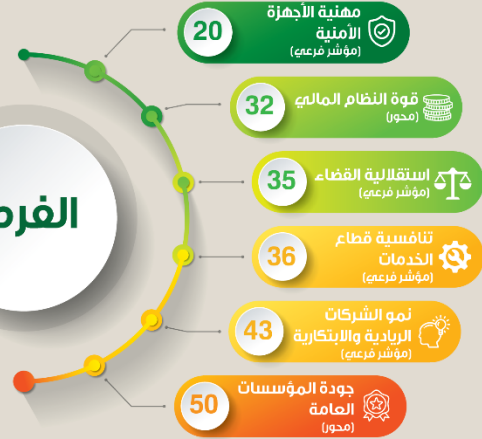 مهنية الأجهزة
الأمنية
(مؤشر فرعي)
20
قوة النظام المالي
(محور)
32
استقلالية القضاء
(مؤشر فرعي)
35
تنافسية قطاع
الخدمات
(مؤشر فرعي)
36
نمو الشركات
الريادية والابتكارية
(مؤشر فرعي)
43
جودة المؤسسات
العامة
(محور)
50